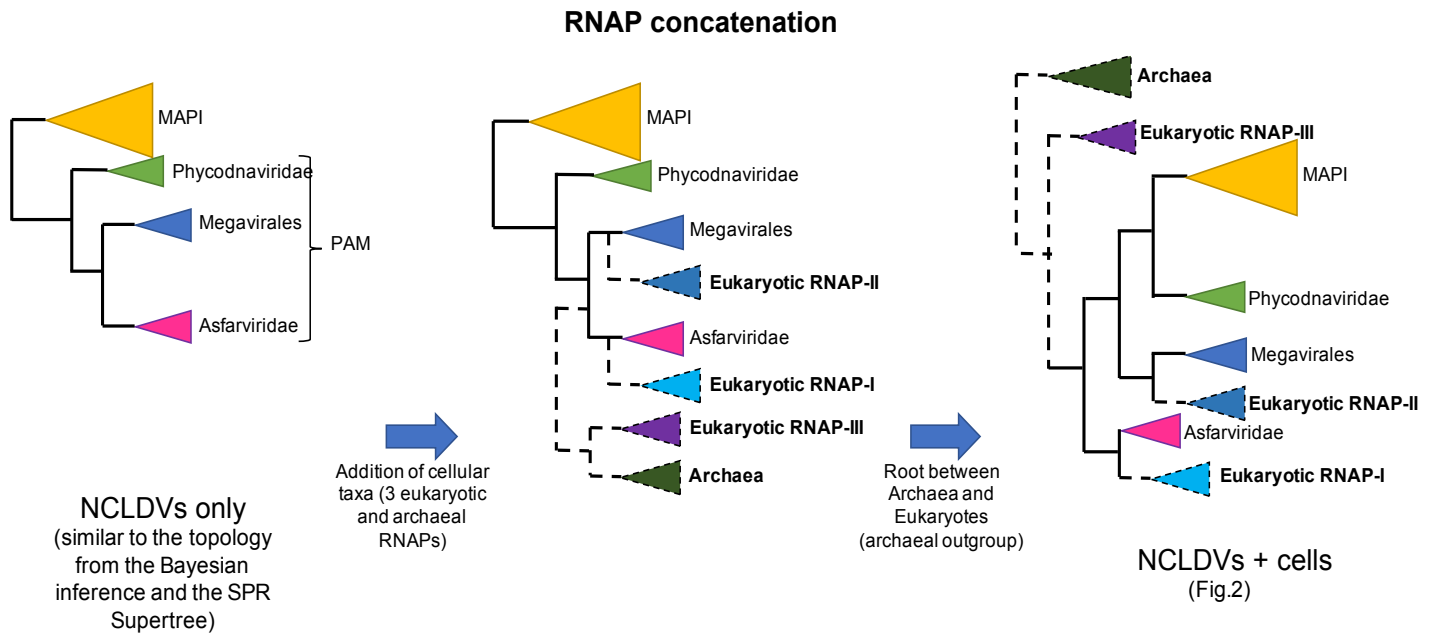 RNAP concatenation
MAPI
Phycodnaviridae
Megavirales
PAM
Asfarviridae
NCLDVs only
(similar to the topology
from the Bayesian
inference and the SPR
Supertree)
Addition of cellular
taxa (3 eukaryotic
and archaeal
RNAPs)
MAPI
Phycodnaviridae
Megavirales
Eukaryotic RNAP-II
Asfarviridae
Eukaryotic RNAP-I
Eukaryotic RNAP-III
Archaea
Root between
Archaea and
Eukaryotes
(archaeal outgroup)
Archaea
Eukaryotic RNAP-III
MAPI
Phycodnaviridae
Megavirales
Eukaryotic RNAP-II
Asfarviridae
Eukaryotic RNAP-I
NCLDVs + cells
(Fig.2)